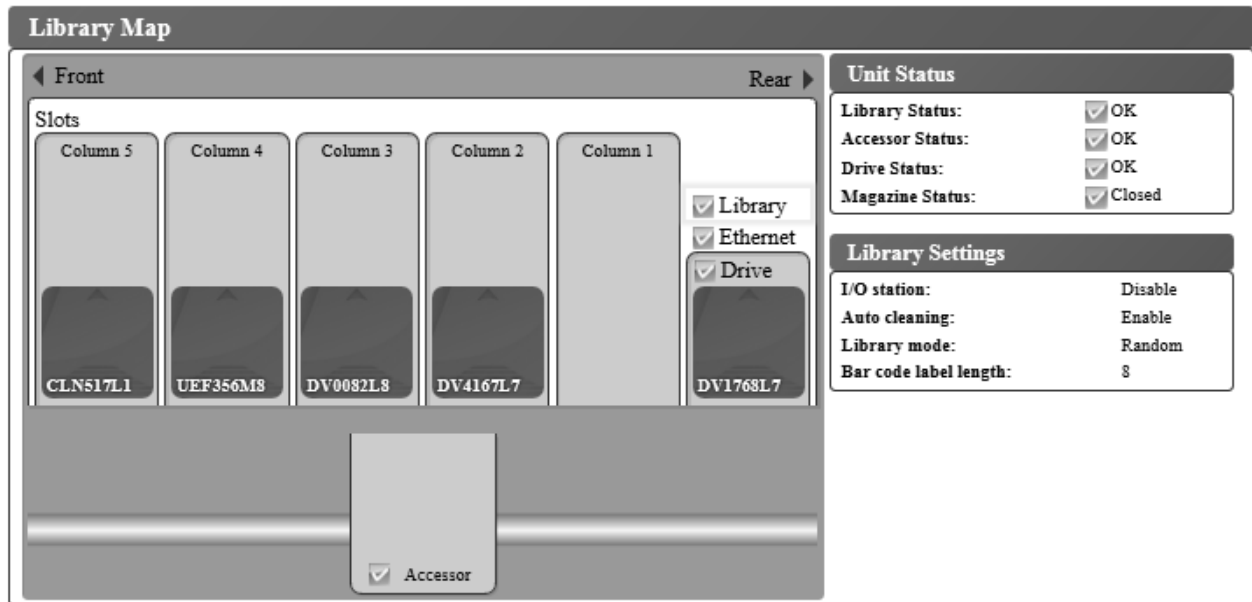 Library Map
Front
Rear
Slots
Column 5
Column 4
Column 3
Column 2
Column 1
Library
Ethernet
Drive
CLN517L1
UEF356M8
DV0082L8
DV4167L7
DV1768L7
Accessor
Unit Status
Library Status: OK
Accessor Status: OK
Drive Status: OK
Magazine Status: Closed
Library Settings
I/O station: Disable
Auto cleaning: Enable
Library mode: Random
Bar code label length: 8